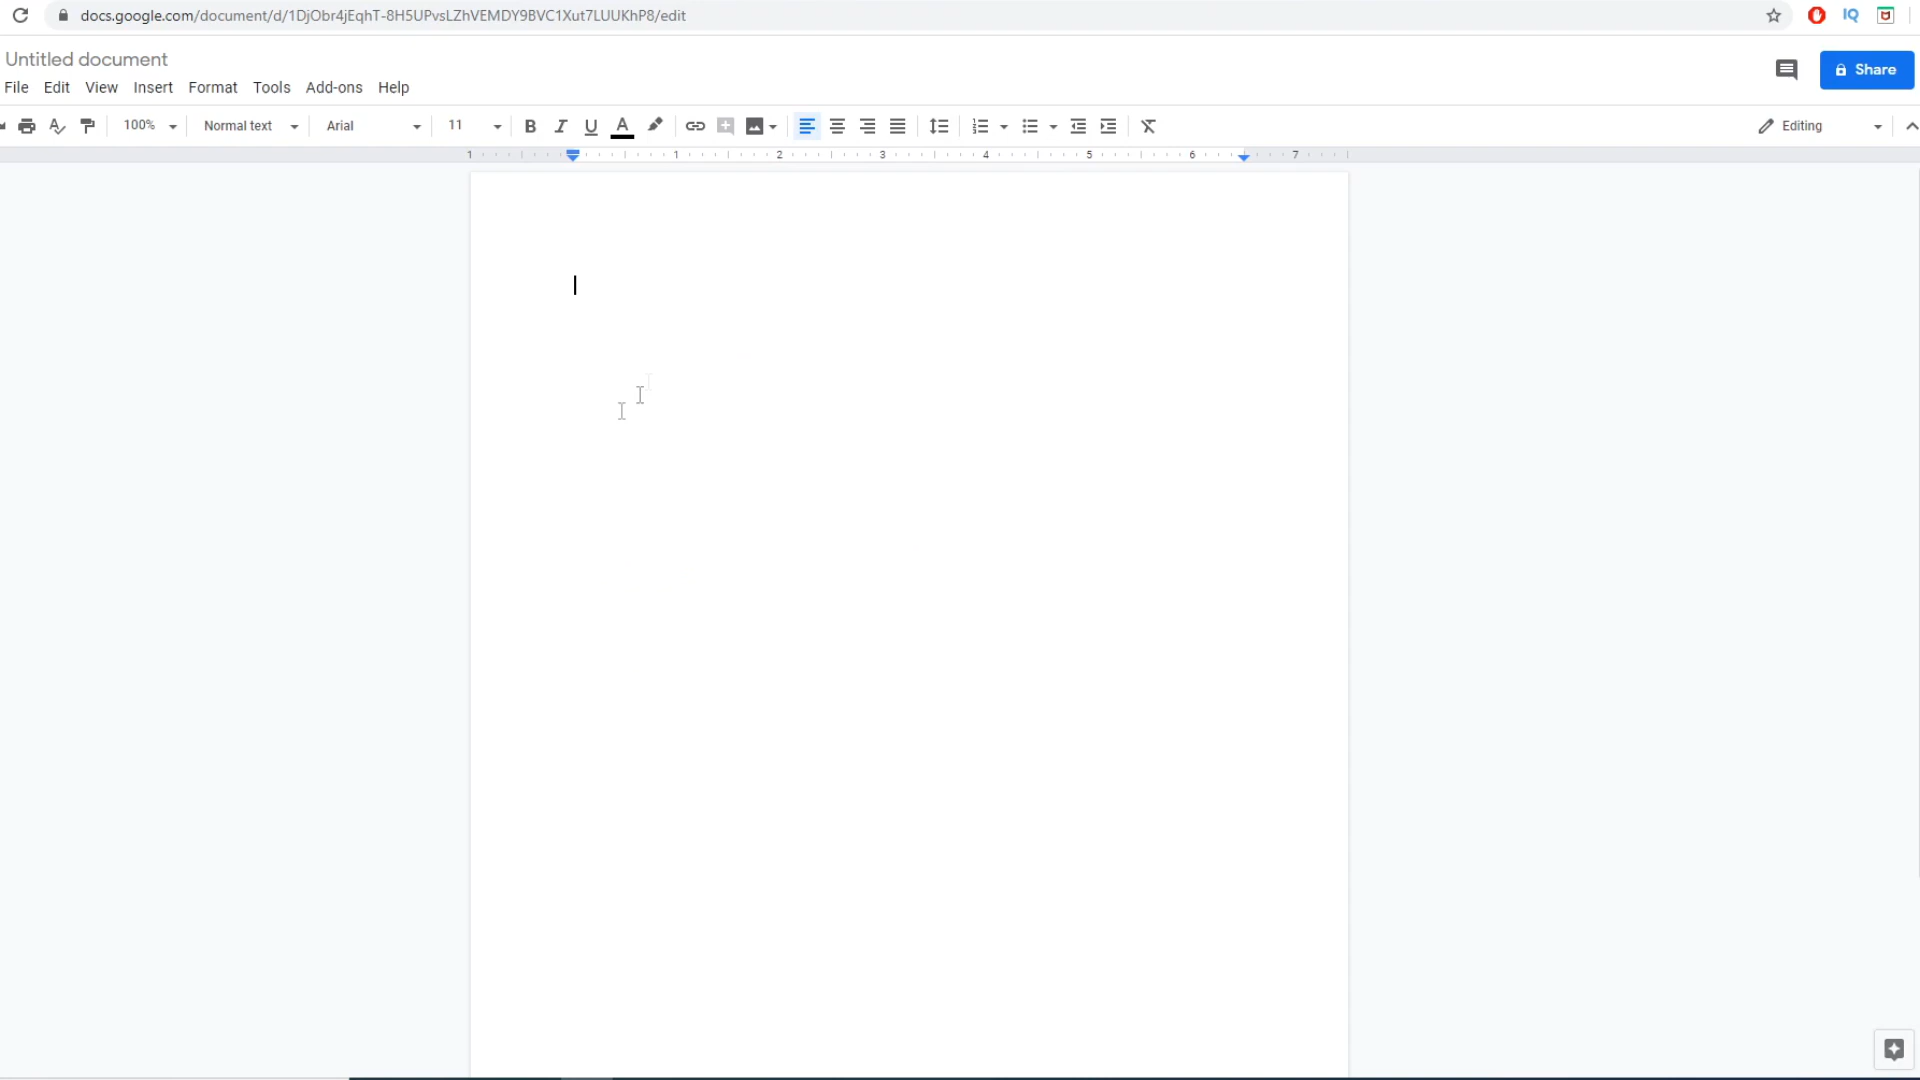 docs.google.com/document/d/1DjObr4jEqhT-8H5UPvsLZhVEMDY9BVC1Xut7LUUKhP8/edit
IQ
Untitled document
Share
File Edit View Insert Format Tools Add-ons Help
100% Normal text Arial 11 B I U A Editing
1 1 2 3 4 5 6 7